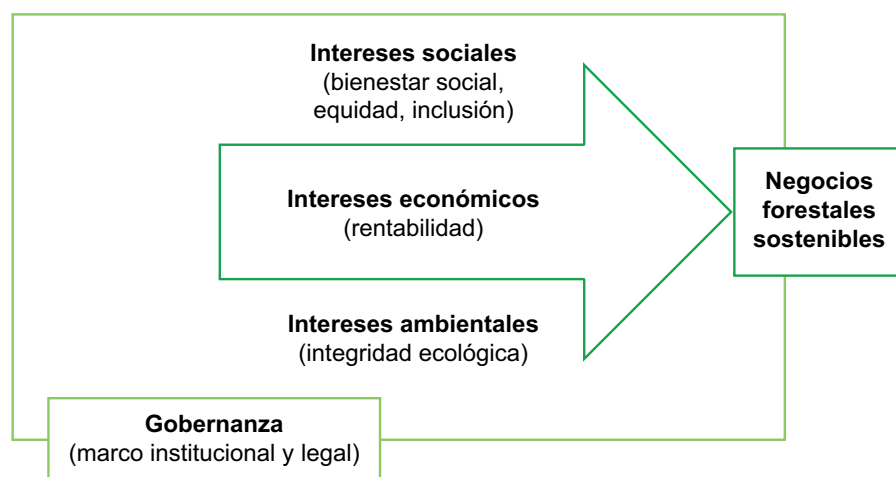 Intereses sociales
(bienestar social,
equidad, inclusión)
Intereses económicos
(rentabilidad)
Negocios
forestales
sostenibles
Intereses ambientales
(integridad ecológica)
Gobernanza
(marco institucional y legal)